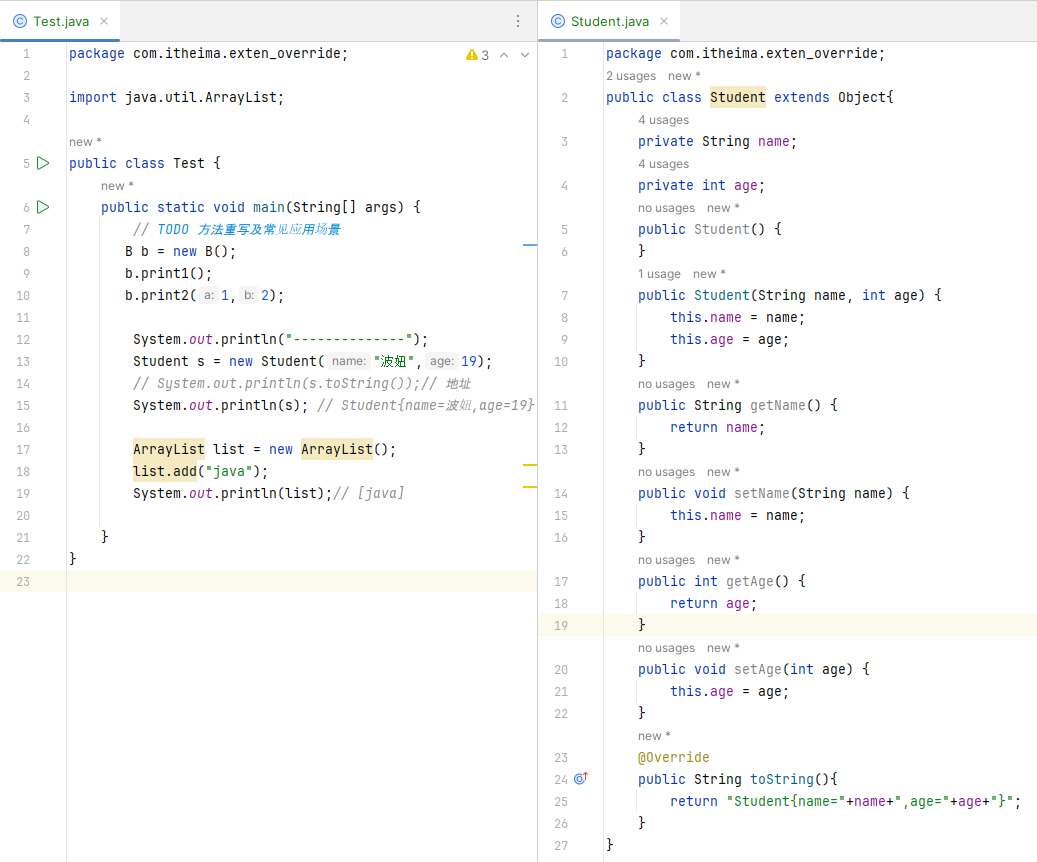 Test.java
1 package com.itheima.exten_override;
3
2
3 import java.util.ArrayList;
4
new *
5 public class Test {
new *
6 public static void main(String[] args) {
7 // TODO 方法重写及常见应用场景
8 B b = new B();
9 b.print1();
10 b.print2( a: 1, b: 2);
11
12 System.out.println("--------------");
13 Student s = new Student( name: "波妞", age: 19);
14 // System.out.println(s.toString());// 地址
15 System.out.println(s); // Student{name=波妞,age=19}
16
17 ArrayList list = new ArrayList();
18 list.add("java");
19 System.out.println(list);// [java]
20
21 }
22 }
23
Student.java
1 package com.itheima.exten_override;
2 usages new *
2 public class Student extends Object{
4 usages
3 private String name;
4 usages
4 private int age;
no usages new *
5 public Student() {
6 }
1 usage new *
7 public Student(String name, int age) {
8 this.name = name;
9 this.age = age;
10 }
no usages new *
11 public String getName() {
12 return name;
13 }
no usages new *
14 public void setName(String name) {
15 this.name = name;
16 }
no usages new *
17 public int getAge() {
18 return age;
19 }
no usages new *
20 public void setAge(int age) {
21 this.age = age;
22 }
new *
23 @Override
24 public String toString(){
25 return "Student{name="+name+",age="+age+"}";
26 }
27 }